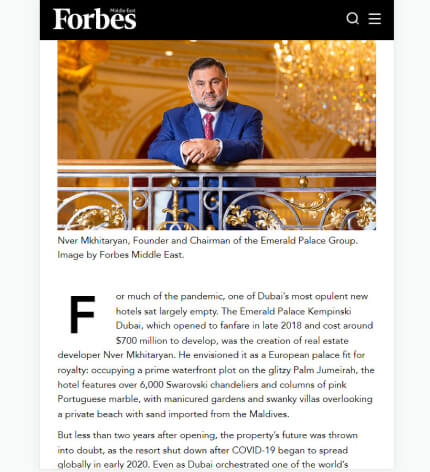 Middle East
Forbes
Nver Mkhitaryan, Founder and Chairman of the Emerald Palace Group.
Image by Forbes Middle East.
For much of the pandemic, one of Dubai's most opulent new
hotels sat largely empty. The Emerald Palace Kempinski
Dubai, which opened to fanfare in late 2018 and cost around
$700 million to develop, was the creation of real estate
developer Nver Mkhitaryan. He envisioned it as a European palace fit for
royalty: occupying a prime waterfront plot on the glitzy Palm Jumeirah, the
hotel features over 6,000 Swarovski chandeliers and columns of pink
Portuguese marble, with manicured gardens and swanky villas overlooking
a private beach with sand imported from the Maldives.
But less than two years after opening, the property's future was thrown
into doubt, as the resort shut down after COVID-19 began to spread
globally in early 2020. Even as Dubai orchestrated one of the world's